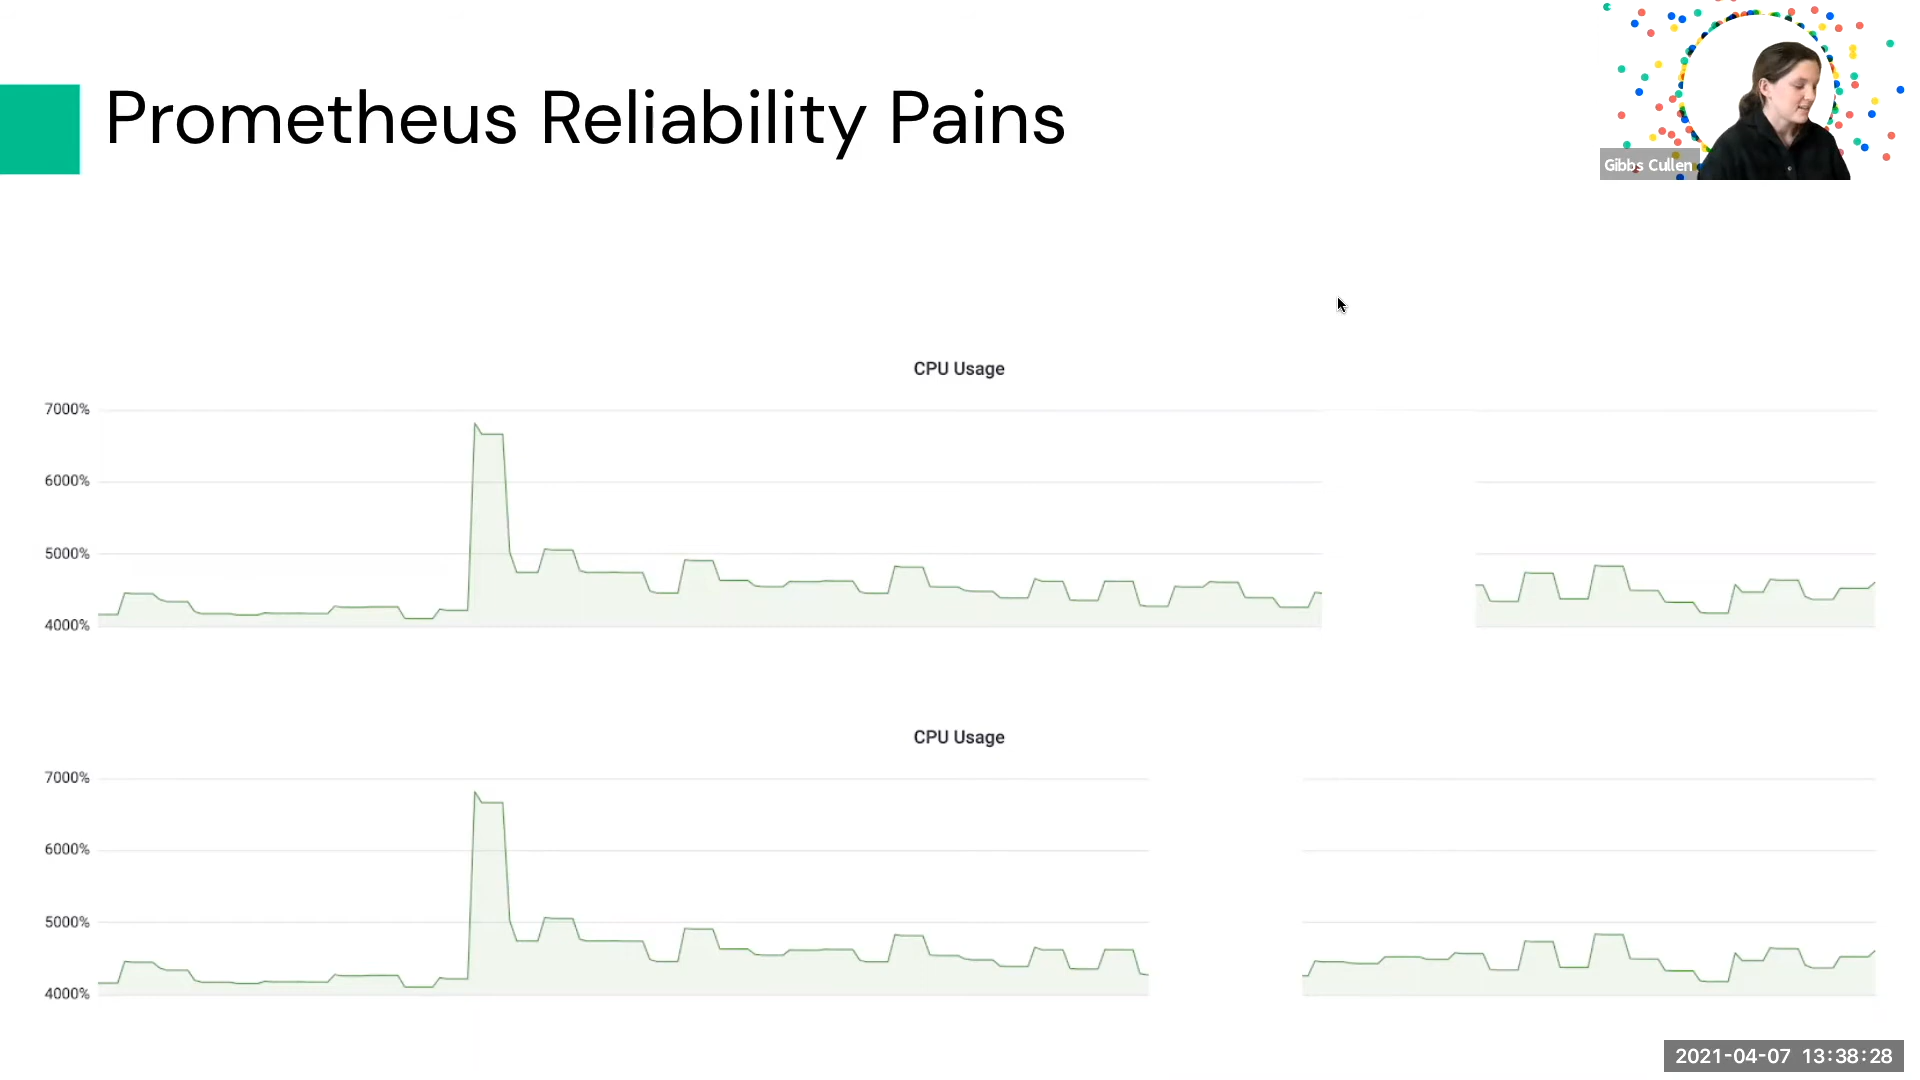 Prometheus Reliability Pains
Gibbs Cullen
CPU Usage
7000%
6000%
5000%
4000%
CPU Usage
7000%
6000%
5000%
4000%
2021-04-07 13:38:28